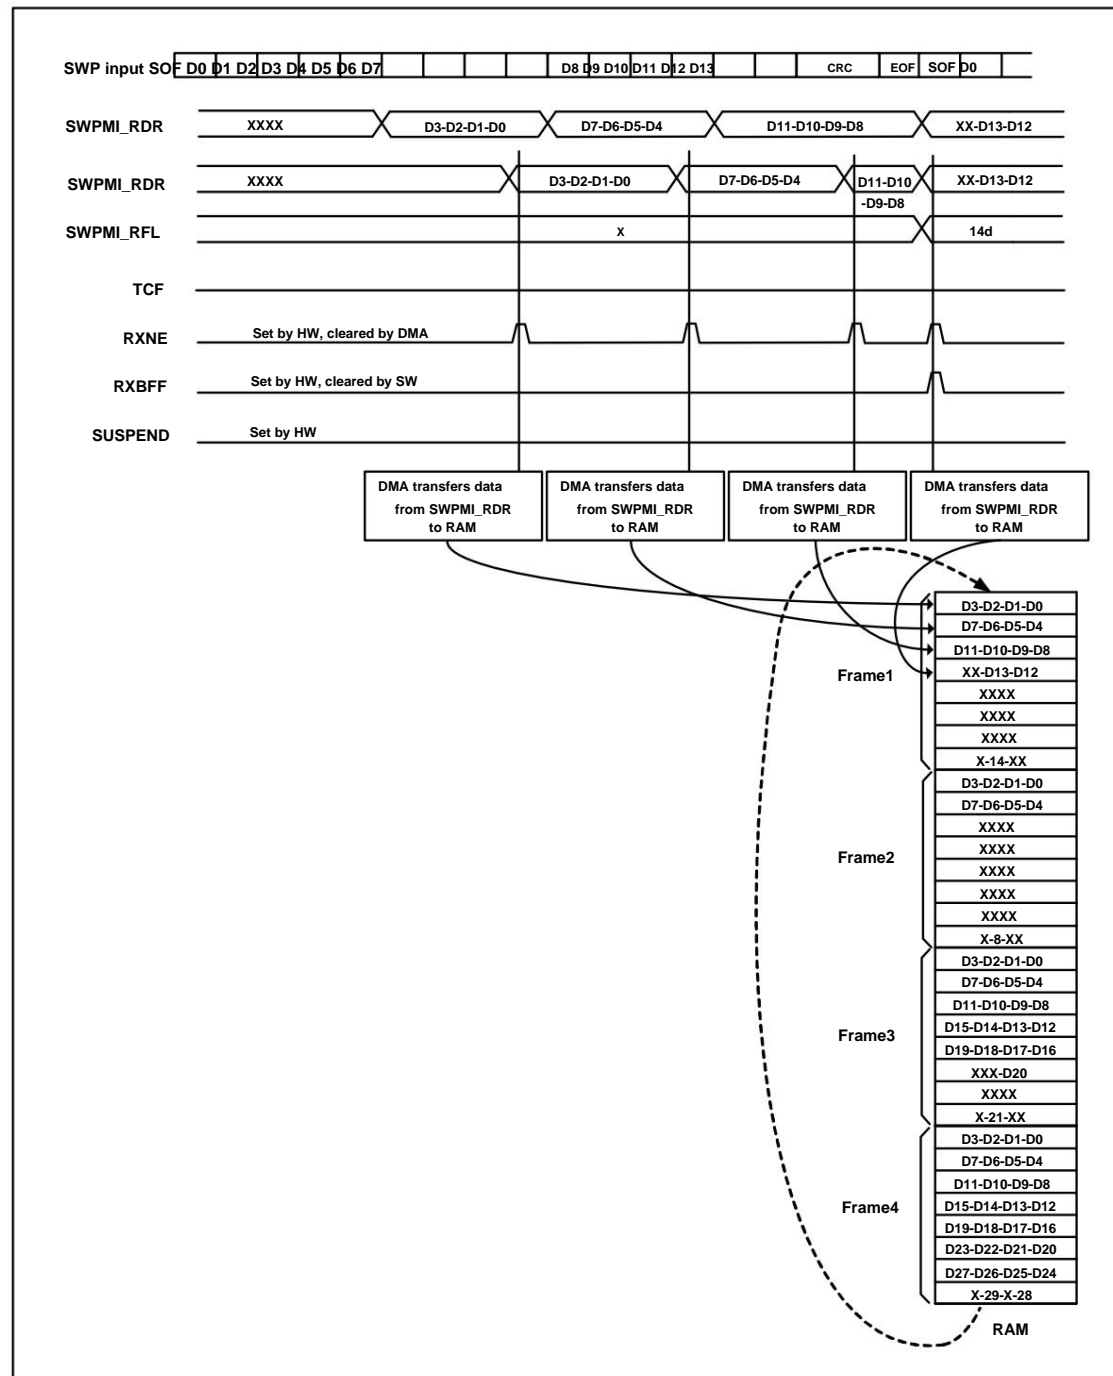 SWP input SOF D0 D1 D2 D3 D4 D5 D6 D7 D8 D9 D10 D11 D12 D13 CRC EOF SOF D0
SWPMI_RDR XXXX D3-D2-D1-D0 D7-D6-D5-D4 D11-D10-D9-D8 XX-D13-D12
SWPMI_RDR XXXX D3-D2-D1-D0 D7-D6-D5-D4 D11-D10 XX-D13-D12
-D9-D8
SWPMI_RFL X 14d
TCF
RXNE Set by HW, cleared by DMA
RXBFF Set by HW, cleared by SW
SUSPEND Set by HW
DMA transfers data
from SWPMI_RDR
to RAM
DMA transfers data
from SWPMI_RDR
to RAM
DMA transfers data
from SWPMI_RDR
to RAM
DMA transfers data
from SWPMI_RDR
to RAM
Frame1
D3-D2-D1-D0
D7-D6-D5-D4
D11-D10-D9-D8
XX-D13-D12
XXXX
XXXX
XXXX
X-14-XX
Frame2
D3-D2-D1-D0
D7-D6-D5-D4
XXXX
XXXX
XXXX
XXXX
XXXX
X-8-XX
Frame3
D3-D2-D1-D0
D7-D6-D5-D4
D11-D10-D9-D8
D15-D14-D13-D12
D19-D18-D17-D16
XXX-D20
XXXX
X-21-XX
Frame4
D3-D2-D1-D0
D7-D6-D5-D4
D11-D10-D9-D8
D15-D14-D13-D12
D19-D18-D17-D16
D23-D22-D21-D20
D27-D26-D25-D24
X-29-X-28
RAM